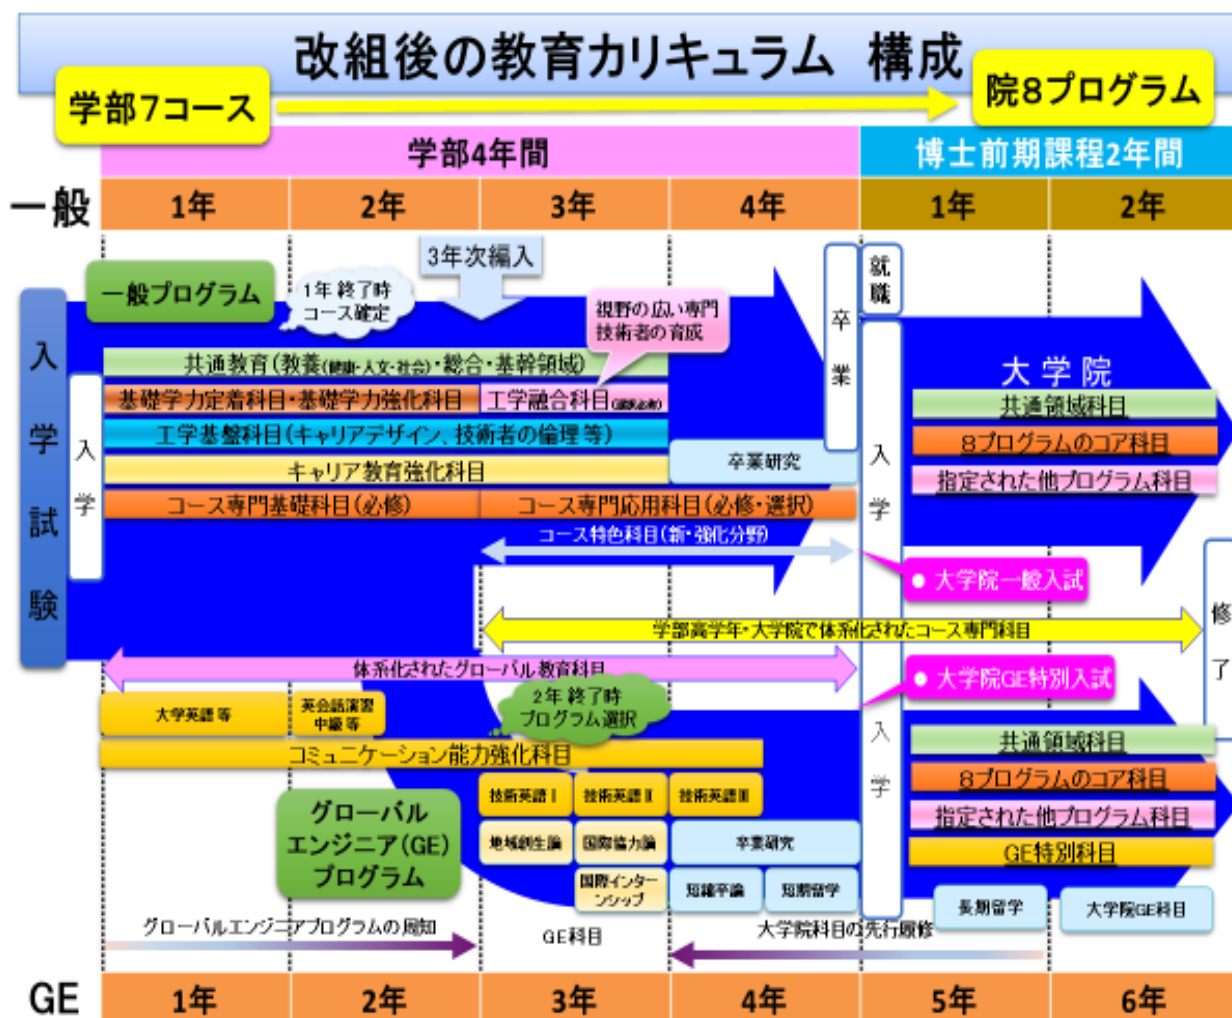 改組後の教育カリキュラム 構成
学部7コース
院8プログラム
学部4年間
博士前期課程2年間
一般
1年
2年
3年
4年
1年
2年
3年次編入
一般プログラム
1年 終了時
コース確定
視野の広い専門
技術者の育成
卒業
就職
入学試験
入学
共通教育(教養(健康・人文・社会)・総合・基幹領域)
基礎学力定着科目・基礎学力強化科目
工学融合科目(選択必修)
工学基盤科目(キャリアデザイン、技術者の倫理 等)
キャリア教育強化科目
卒業研究
コース専門基礎科目(必修)
コース専門応用科目(必修・選択)
コース特色科目(新・強化分野)
入学
大学院
共通領域科目
8プログラムのコア科目
指定された他プログラム科目
● 大学院一般入試
学部高学年・大学院で体系化されたコース専門科目
修了
体系化されたグローバル教育科目
● 大学院GE特別入試
大学英語 等
英会話演習
中級 等
2年 終了時
プログラム選択
コミュニケーション能力強化科目
入学
共通領域科目
8プログラムのコア科目
指定された他プログラム科目
GE特別科目
グローバル
エンジニア(GE)
プログラム
技術英語Ⅰ
技術英語Ⅱ
技術英語Ⅲ
地域創生論
国際協力論
卒業研究
国際インター
ンシップ
短縮卒論
短期留学
長期留学
大学院GE科目
グローバルエンジニアプログラムの周知
GE科目
大学院科目の先行履修
GE
1年
2年
3年
4年
5年
6年